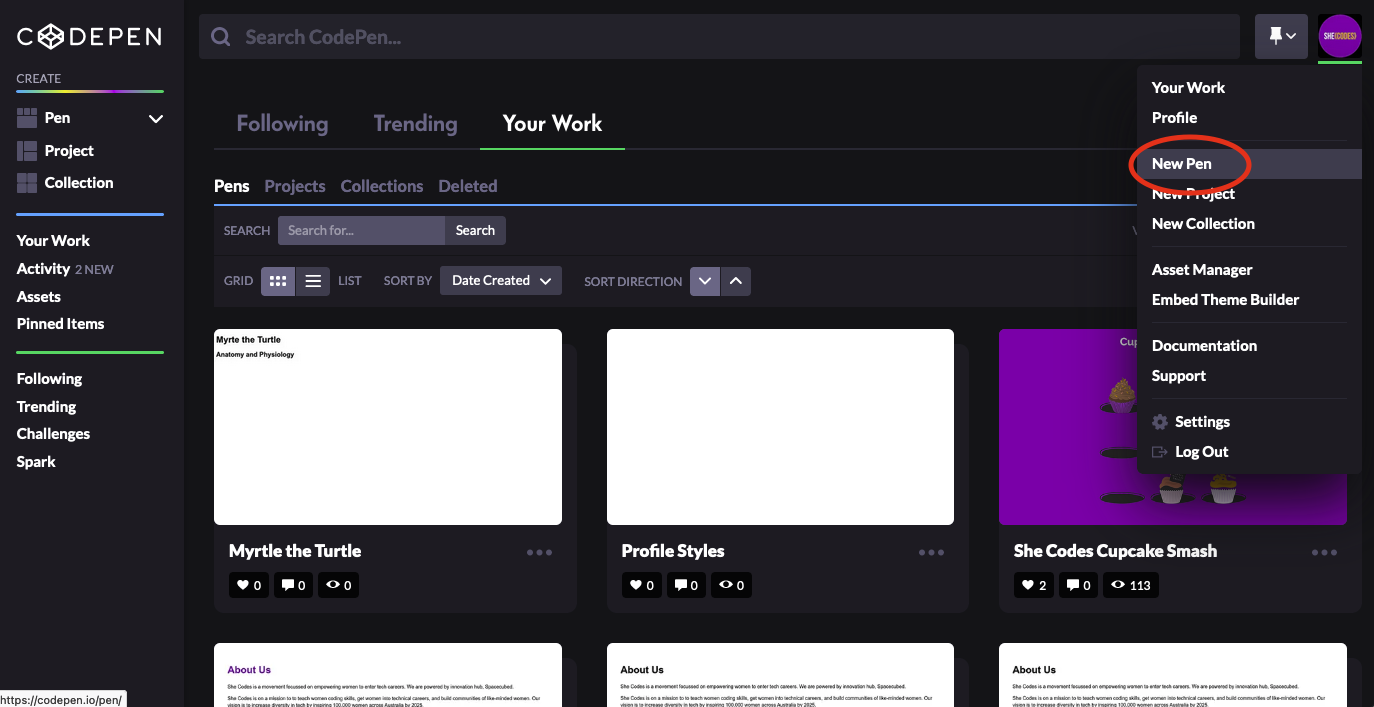 CODEPEN
Search CodePen...
SHE{CODES}
CREATE
Pen
Project
Collection
Your Work
Activity 2 NEW
Assets
Pinned Items
Following
Trending
Challenges
Spark
Following Trending Your Work
Pens Projects Collections Deleted
SEARCH Search for... Search
GRID LIST SORT BY Date Created SORT DIRECTION
Your Work
Profile
New Pen
New Project
New Collection
Asset Manager
Embed Theme Builder
Documentation
Support
Settings
Log Out
Myrte the Turtle
Anatomy and Physiology
Myrtle the Turtle
0 0 0
Profile Styles
0 0 0
Cup
She Codes Cupcake Smash
2 0 113
About Us
She Codes is a movement focussed on empowering women to enter tech careers. We are powered by innovation hub, Spacecubed.
She Codes is on a mission to to teach women coding skills, get women into technical careers, and build communities of like-minded women. Our
vision is to increase diversity in tech by inspiring 100,000 women across Australia by 2025.
About Us
She Codes is a movement focussed on empowering women to enter tech careers. We are powered by innovation hub, Spacecubed.
She Codes is on a mission to to teach women coding skills, get women into technical careers, and build communities of like-minded women. Our
vision is to increase diversity in tech by inspiring 100,000 women across Australia by 2025.
About Us
She Codes is a movement focussed on empowering women to enter tech careers. We are powered by innovation hub, Spacecubed.
She Codes is on a mission to to teach women coding skills, get women into technical careers, and build communities of like-minded women. Our
vision is to increase diversity in tech by inspiring 100,000 women across Australia by 2025.
https://codepen.io/pen/